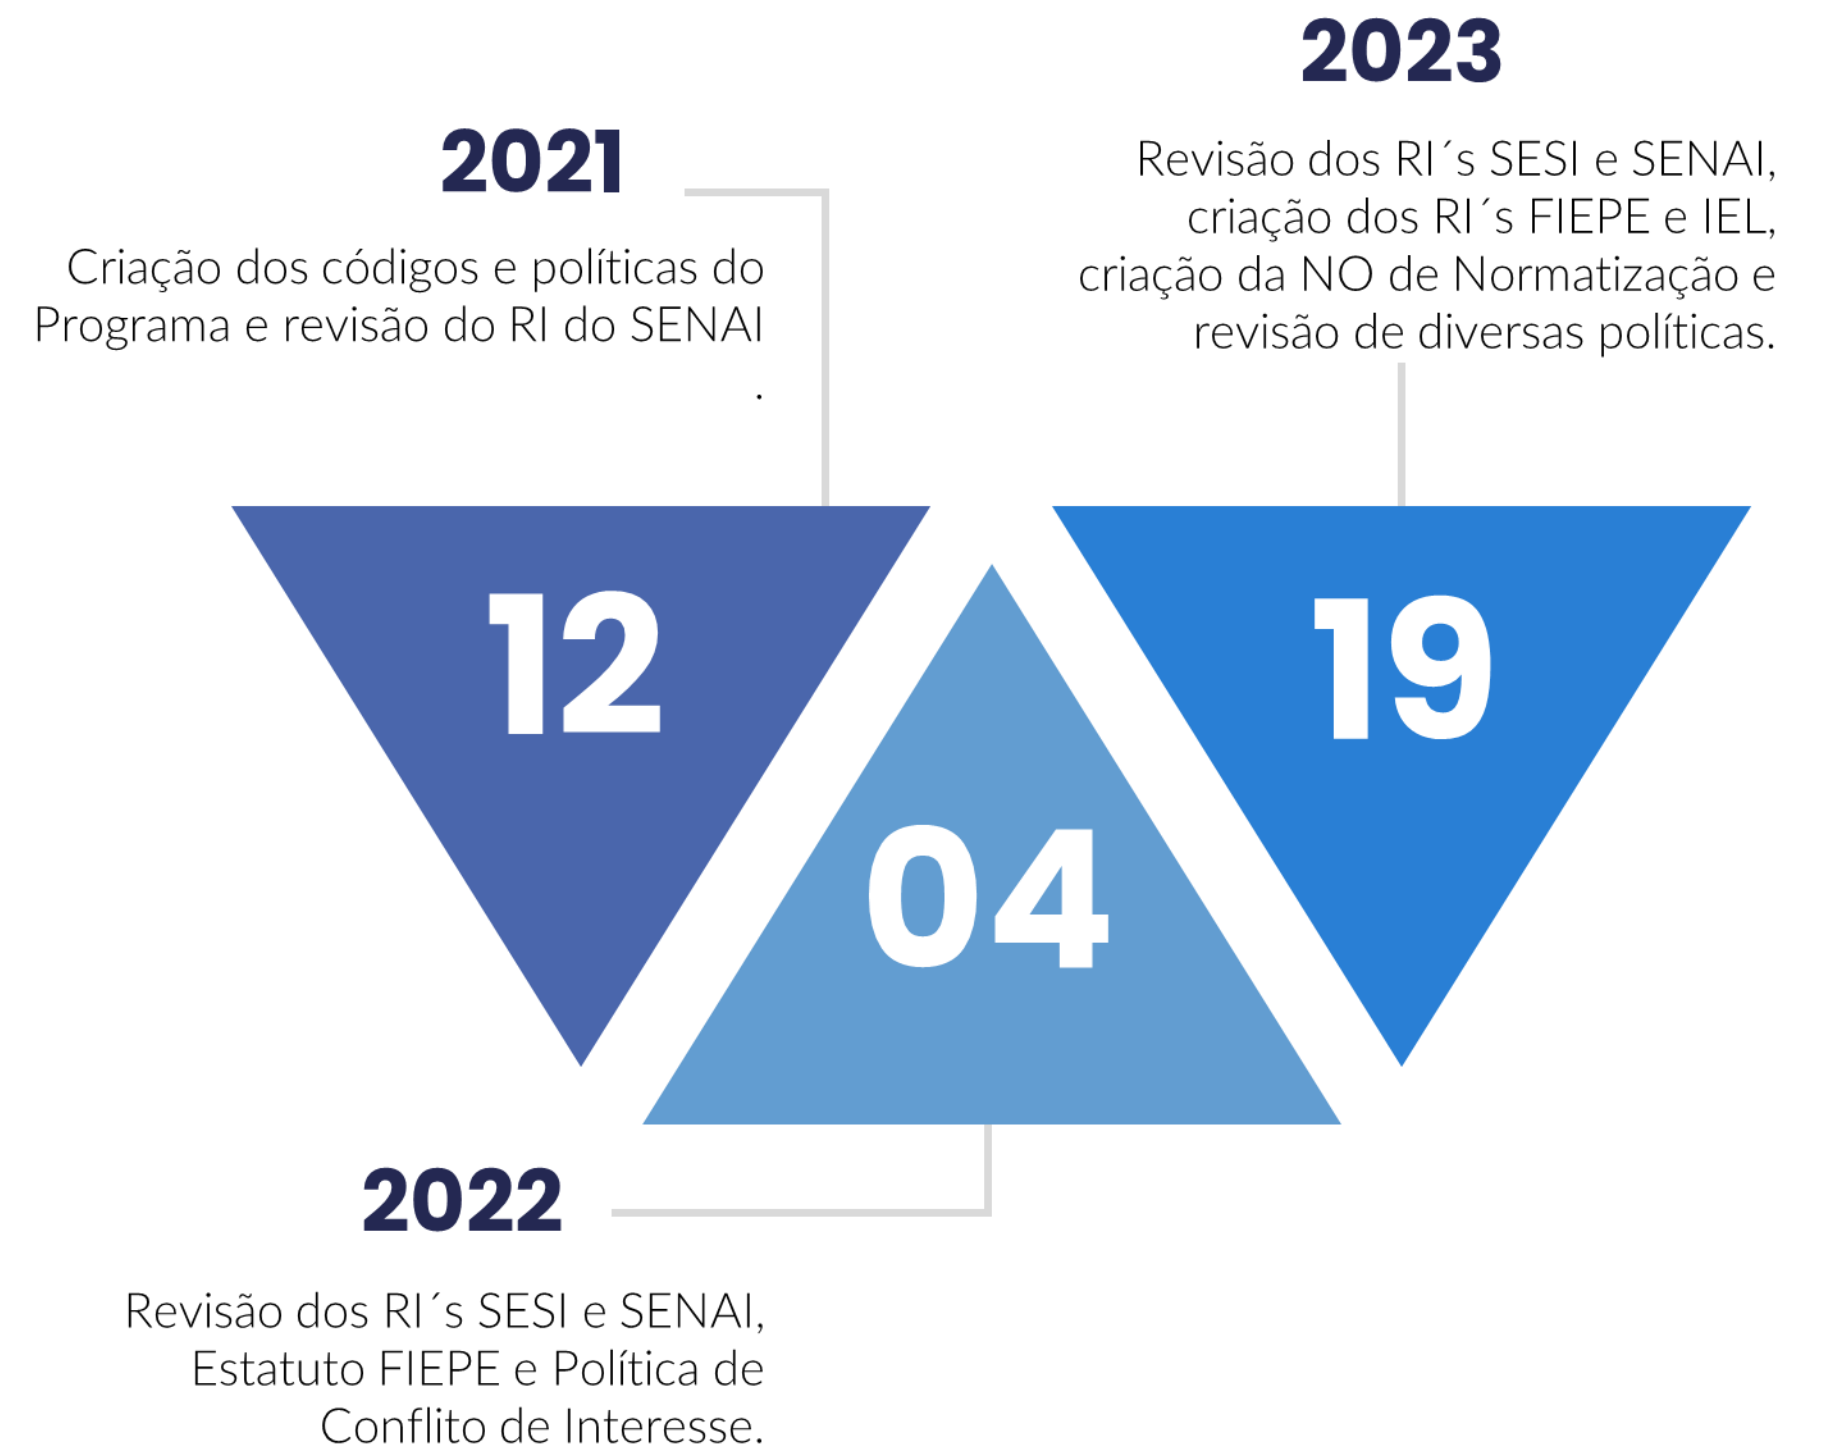 2021
Criação dos códigos e políticas do
Programa e revisão do RI do SENAI
.
2023
Revisão dos RI´s SESI e SENAI,
criação dos RI´s FIEPE e IEL,
criação da NO de Normatização e
revisão de diversas políticas.
12
04
19
2022
Revisão dos RI´s SESI e SENAI,
Estatuto FIEPE e Política de
Conflito de Interesse.